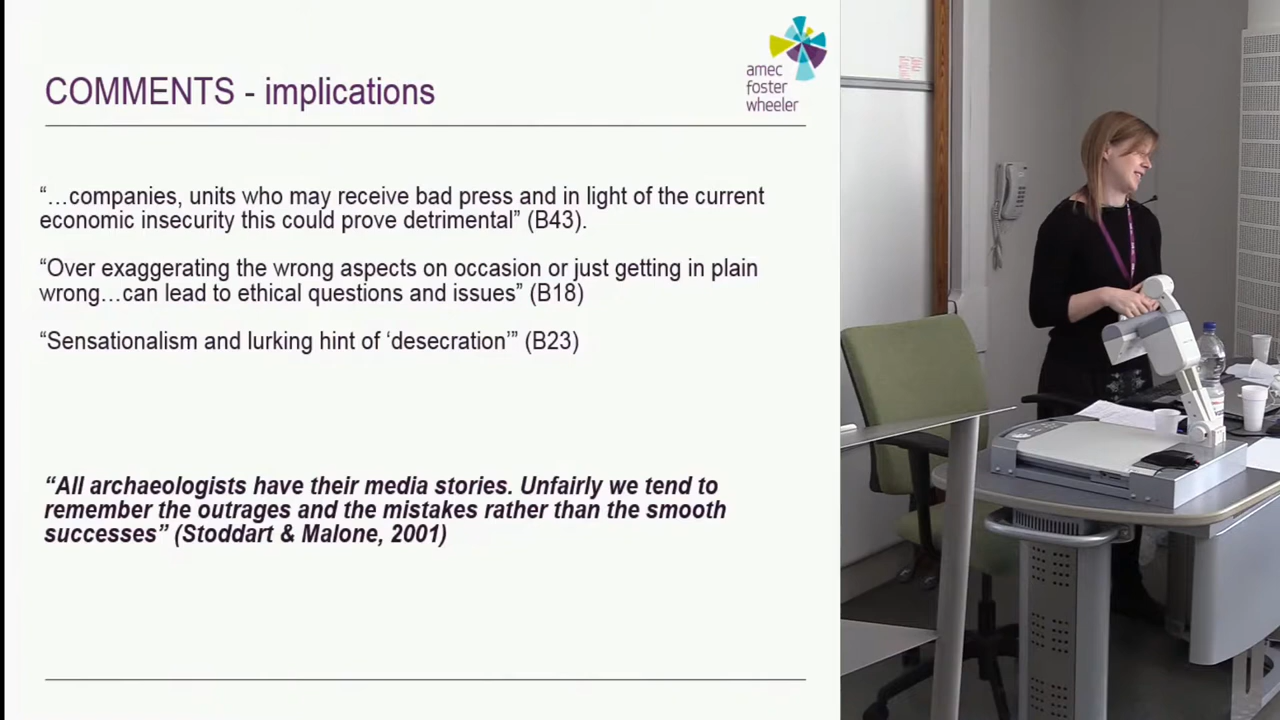 COMMENTS - implications
amec
foster
wheeler
“…companies, units who may receive bad press and in light of the current
economic insecurity this could prove detrimental” (B43).
“Over exaggerating the wrong aspects on occasion or just getting in plain
wrong…can lead to ethical questions and issues” (B18)
“Sensationalism and lurking hint of ‘desecration’” (B23)
“All archaeologists have their media stories. Unfairly we tend to
remember the outrages and the mistakes rather than the smooth
successes” (Stoddart & Malone, 2001)